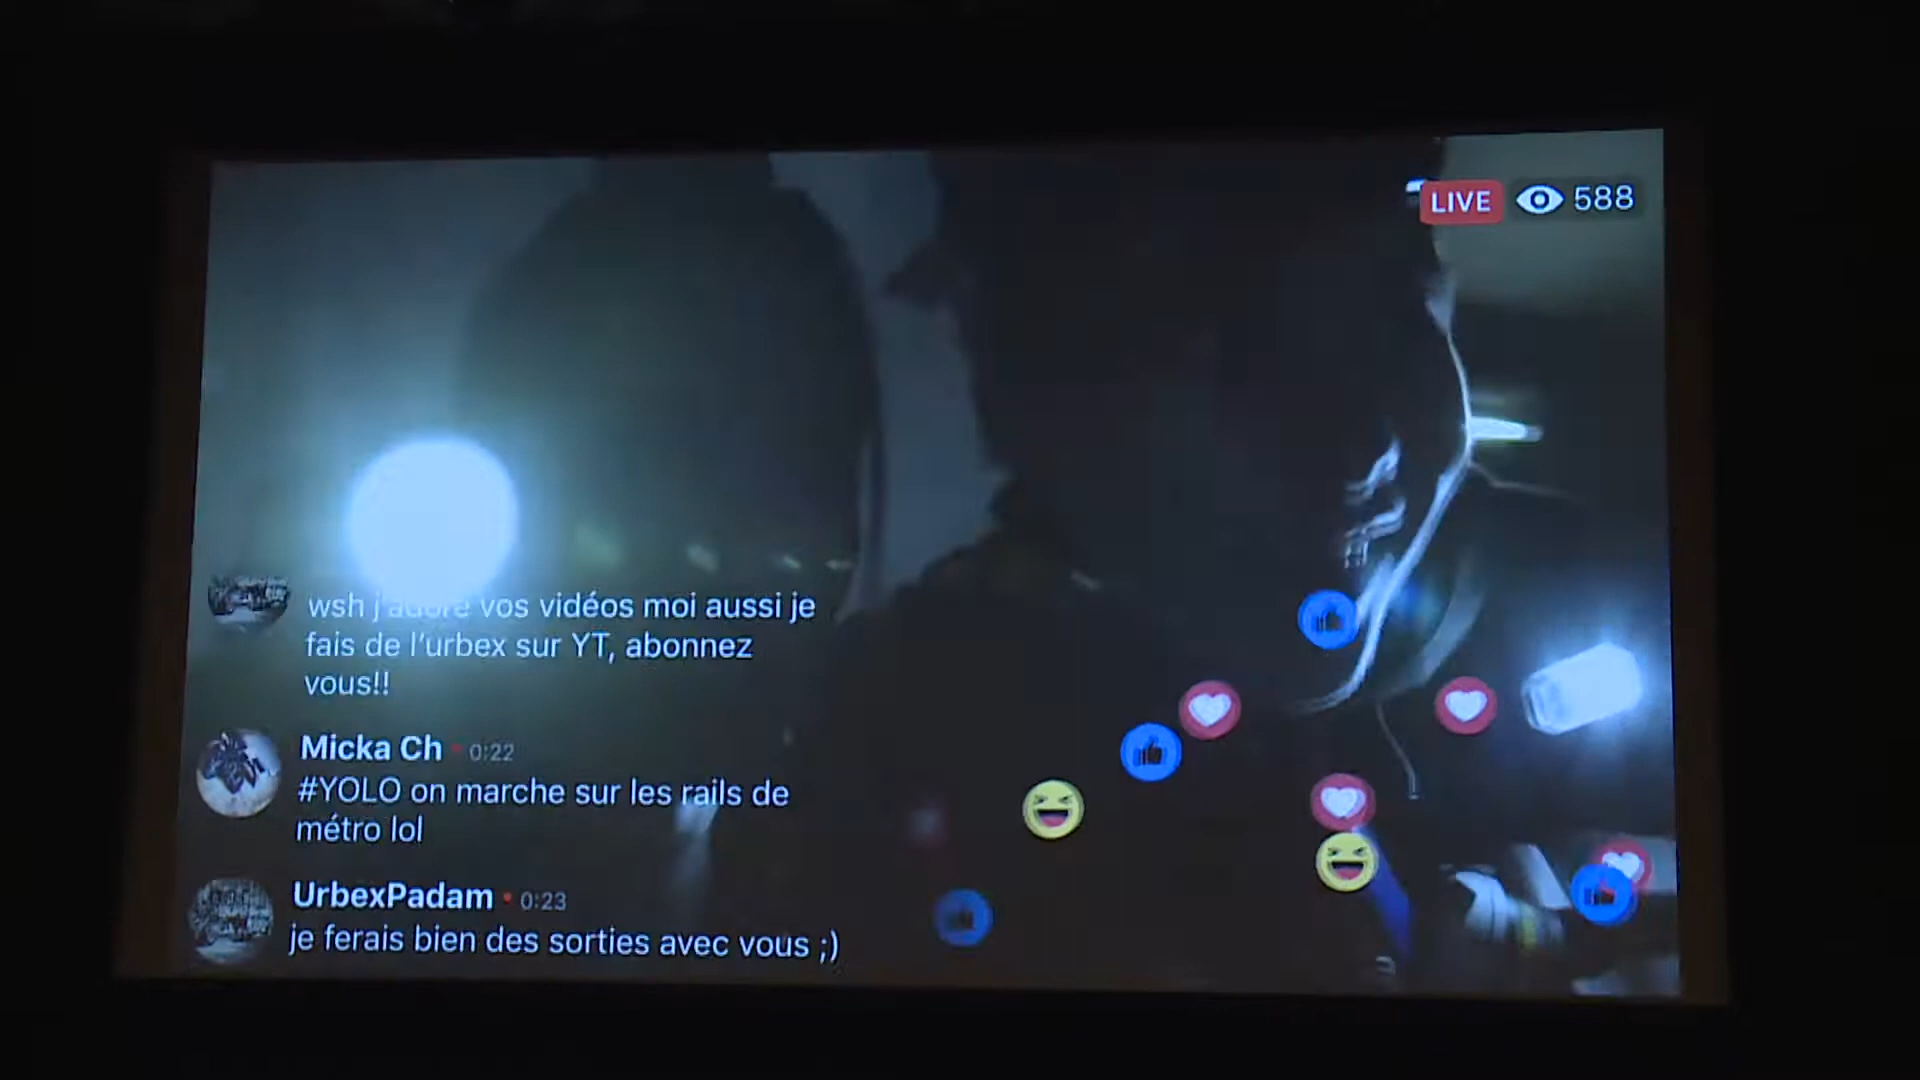 LIVE 588
wsh j'adore vos vidéos moi aussi je
fais de l'urbex sur YT, abonnez
vous!!
Micka Ch • 0:22
#YOLO on marche sur les rails de
métro lol
UrbexPadam • 0:23
je ferais bien des sorties avec vous ;)